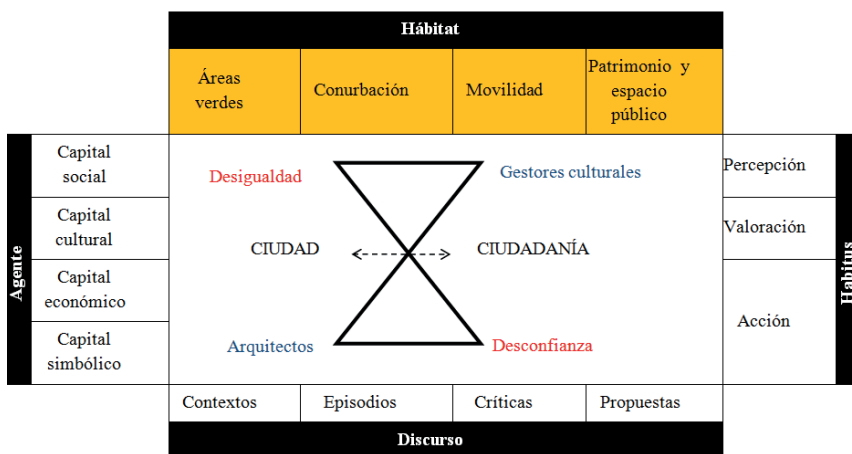 Hábitat
Áreas
verdes
Conurbación
Movilidad
Patrimonio y
espacio
público
Agente
Capital
social
Capital
cultural
Capital
económico
Capital
simbólico
Desigualdad
Gestores culturales
CIUDAD
CIUDADANÍA
Arquitectos
Desconfianza
Percepción
Valoración
Acción
Habitus
Contextos
Episodios
Críticas
Propuestas
Discurso